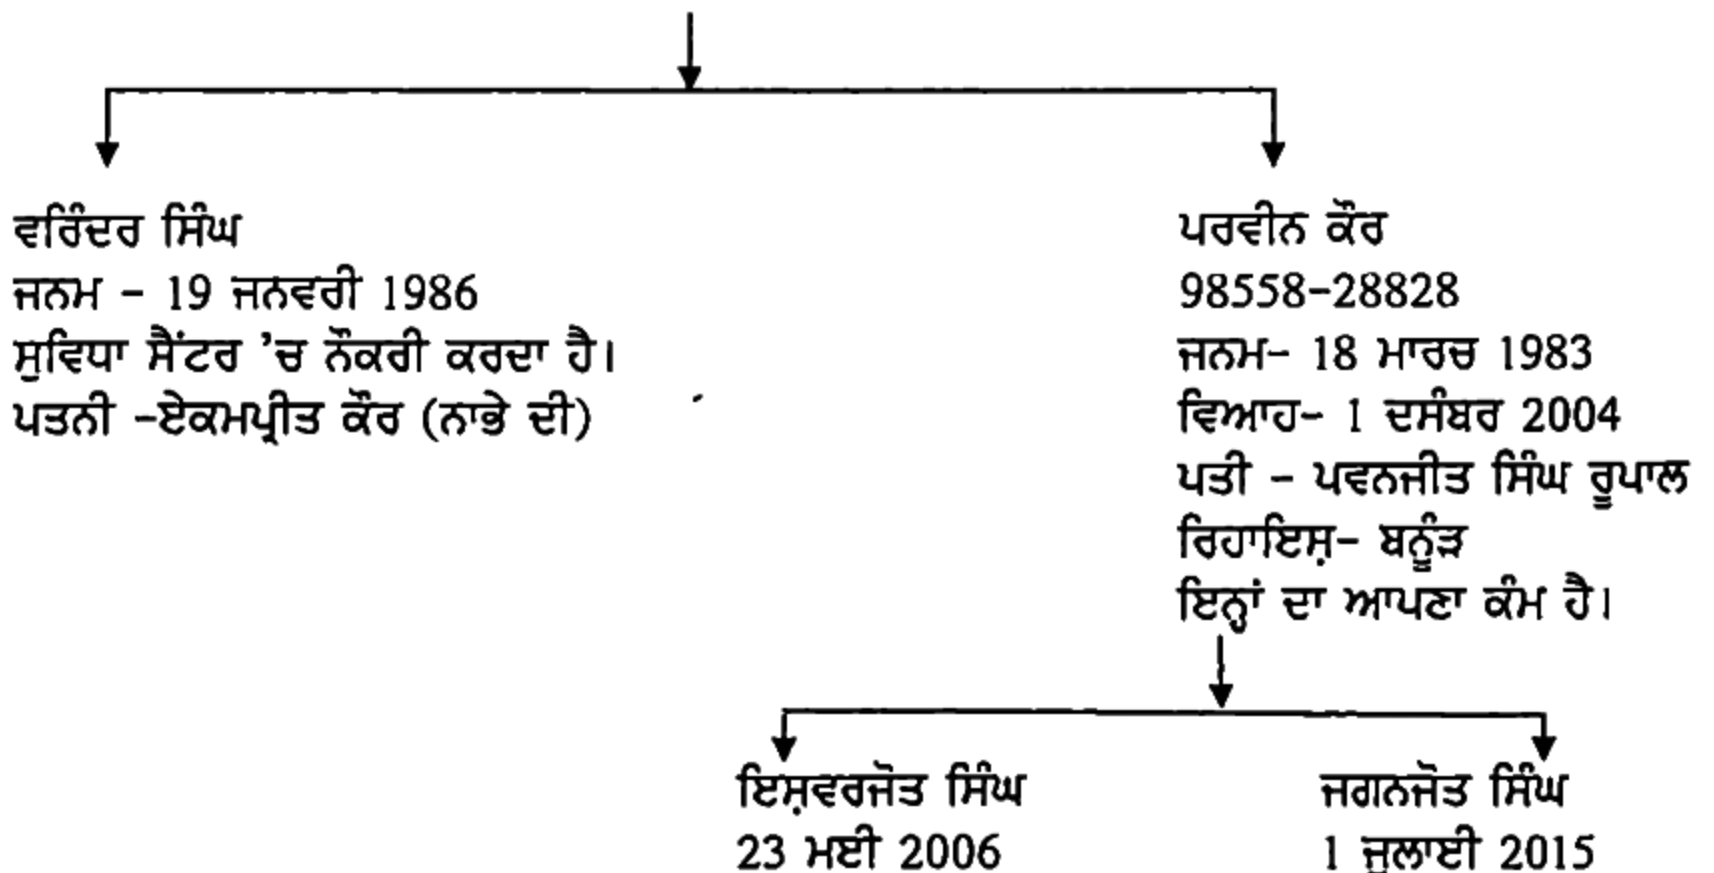 ਵਰਿੰਦਰ ਸਿੰਘ
ਜਨਮ - 19 ਜਨਵਰੀ 1986
ਸੁਵਿਧਾ ਸੈਂਟਰ 'ਚ ਨੌਕਰੀ ਕਰਦਾ ਹੈ।
ਪਤਨੀ -ਏਕਮਪ੍ਰੀਤ ਕੌਰ (ਨਾਭੇ ਦੀ)
ਪਰਵੀਨ ਕੌਰ
98558-28828
ਜਨਮ- 18 ਮਾਰਚ 1983
ਵਿਆਹ- 1 ਦਸੰਬਰ 2004
ਪਤੀ - ਪਵਨਜੀਤ ਸਿੰਘ ਰੂਪਾਲ
ਰਿਹਾਇਸ਼- ਬਨੂੰੜ
ਇਨ੍ਹਾਂ ਦਾ ਆਪਣਾ ਕੰਮ ਹੈ।
ਇਸ਼ਵਰਜੋਤ ਸਿੰਘ
23 ਮਈ 2006
ਜਗਨਜੋਤ ਸਿੰਘ
1 ਜੁਲਾਈ 2015